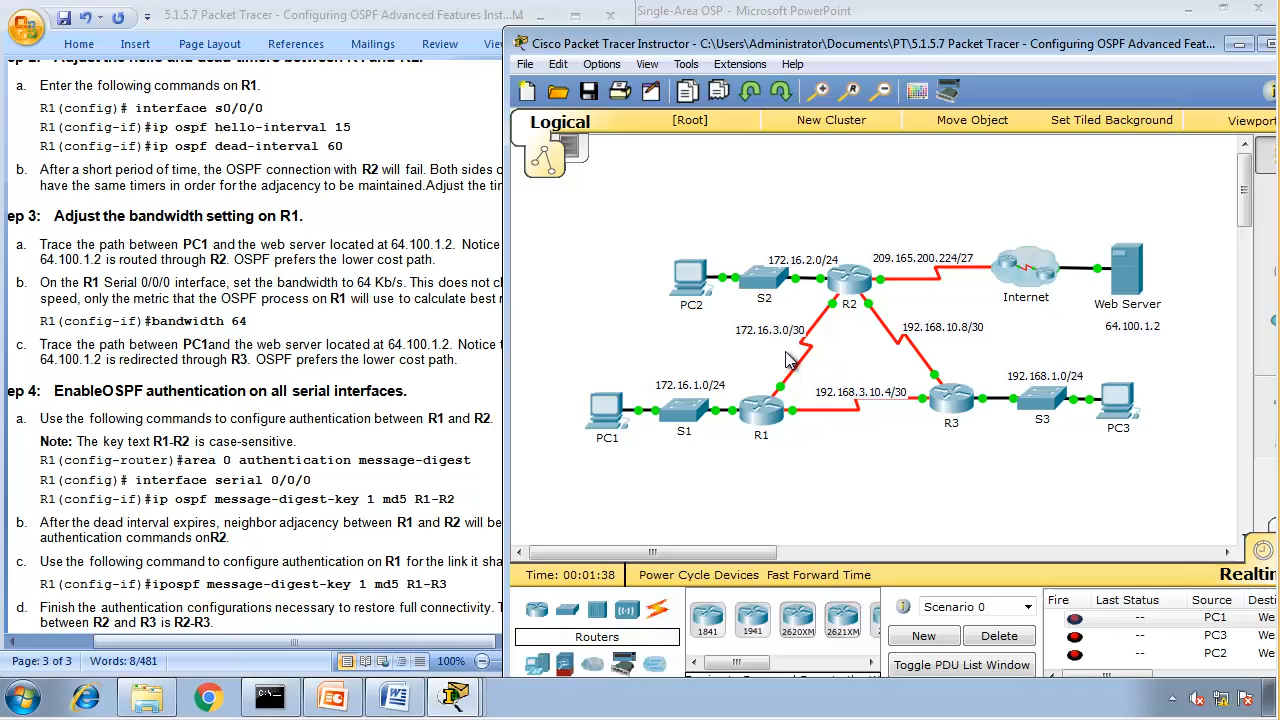 5.1.5.7 Packet Tracer - Configuring OSPF Advanced Features Inst...M
Single-Area OSP - Microsoft PowerPoint
Home Insert Page Layout References Mailings Review
ep 2: Adjust the hello and dead timers between R1 and R2.
a. Enter the following commands on R1.
R1(config)# interface s0/0/0
R1(config-if)#ip ospf hello-interval 15
R1(config-if)#ip ospf dead-interval 60
b. After a short period of time, the OSPF connection with R2 will fail. Both sides o
have the same timers in order for the adjacency to be maintained.Adjust the tim
ep 3: Adjust the bandwidth setting on R1.
a. Trace the path between PC1 and the web server located at 64.100.1.2. Notice
64.100.1.2 is routed through R2. OSPF prefers the lower cost path.
b. On the R1 Serial 0/0/0 interface, set the bandwidth to 64 Kb/s. This does not c
speed, only the metric that the OSPF process on R1 will use to calculate best r
R1(config-if)#bandwidth 64
c. Trace the path between PC1and the web server located at 64.100.1.2. Notice t
64.100.1.2 is redirected through R3. OSPF prefers the lower cost path.
ep 4: EnableOSPF authentication on all serial interfaces.
a. Use the following commands to configure authentication between R1 and R2.
Note: The key text R1-R2 is case-sensitive.
R1(config-router)#area 0 authentication message-digest
R1(config)# interface serial 0/0/0
R1(config-if)#ip ospf message-digest-key 1 md5 R1-R2
b. After the dead interval expires, neighbor adjacency between R1 and R2 will be
authentication commands onR2.
c. Use the following command to configure authentication on R1 for the link it sha
R1(config-if)#ipospf message-digest-key 1 md5 R1-R3
d. Finish the authentication configurations necessary to restore full connectivity. T
between R2 and R3 is R2-R3.
Page: 3 of 3 Words: 8/481 100%
Cisco Packet Tracer Instructor - C:\Users\Administrator\Documents\PT\5.1.5.7 Packet Tracer - Configuring OSPF Advanced Feat...
File Edit Options View Tools Extensions Help
Logical [Root] New Cluster Move Object Set Tiled Background Viewport
172.16.2.0/24
209.165.200.224/27
PC2
S2
R2
Internet
Web Server
64.100.1.2
172.16.3.0/30
192.168.10.8/30
172.16.1.0/24
192.168.3.10.4/30
192.168.1.0/24
PC1
S1
R1
R3
S3
PC3
Time: 00:01:38 Power Cycle Devices Fast Forward Time Realtim
Routers
1841
1941
2620XM
2621XM
Scenario 0
New Delete
Toggle PDU List Window
Fire Last Status Source Desti
-- PC1 We
-- PC3 We
-- PC2 We